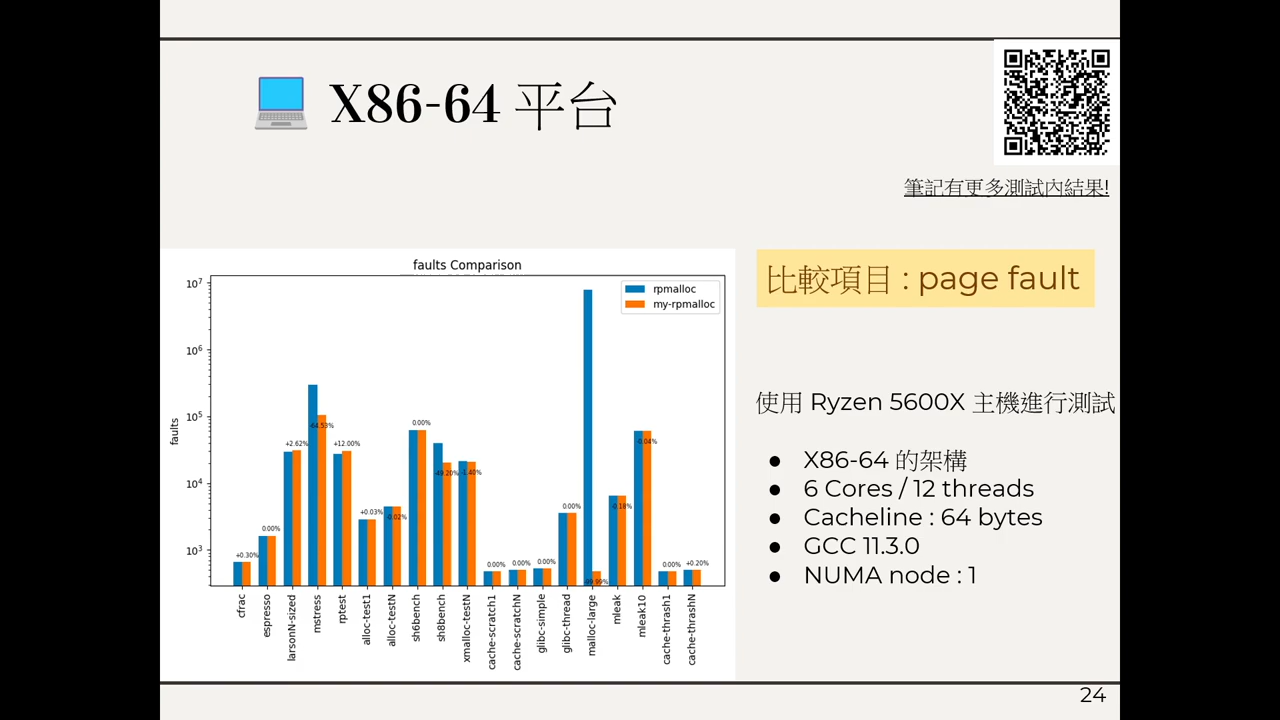 X86-64 平台
筆記有更多測試內結果!
faults Comparison
rpmalloc
my-rpmalloc
10⁷
10⁶
10⁵
10⁴
10³
faults
+0.30%
0.00%
+2.62%
-64.53%
+12.00%
+0.03%
-0.02%
0.00%
-49.20%
-1.40%
0.00%
0.00%
0.00%
0.00%
-99.99%
-0.18%
-0.04%
0.00%
+0.20%
cfrac
espresso
larsonN-sized
mstress
rptest
alloc-test1
alloc-testN
sh6bench
sh8bench
xmalloc-testN
cache-scratch1
cache-scratchN
glibc-simple
glibc-thread
malloc-large
mleak
mleak10
cache-thrash1
cache-thrashN
比較項目 : page fault
使用 Ryzen 5600X 主機進行測試
● X86-64 的架構
● 6 Cores / 12 threads
● Cacheline : 64 bytes
● GCC 11.3.0
● NUMA node : 1
24